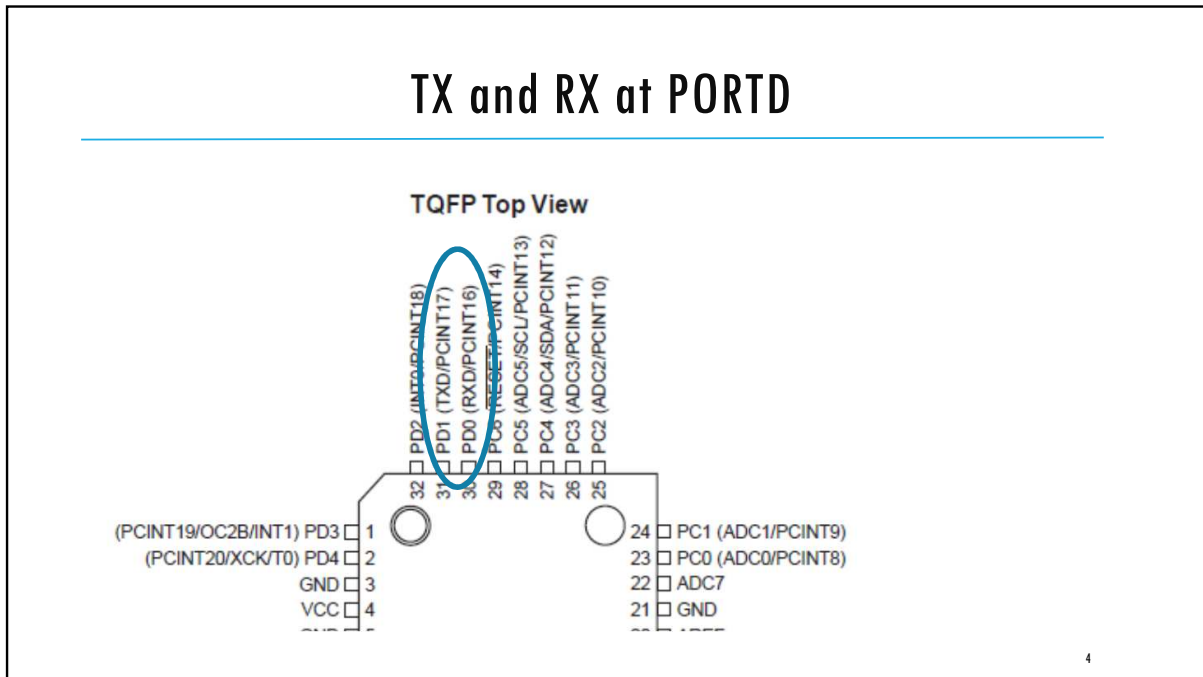 TX and RX at PORTD
TQFP Top View
PD2 (INT0/PCINT18)
PD1 (TXD/PCINT17)
PD0 (RXD/PCINT16)
PC6 (RESET/PCINT14)
PC5 (ADC5/SCL/PCINT13)
PC4 (ADC4/SDA/PCINT12)
PC3 (ADC3/PCINT11)
PC2 (ADC2/PCINT10)
32 31 30 29 28 27 26 25
(PCINT19/OC2B/INT1) PD3 1
(PCINT20/XCK/T0) PD4 2
GND 3
VCC 4
24 PC1 (ADC1/PCINT9)
23 PC0 (ADC0/PCINT8)
22 ADC7
21 GND
4